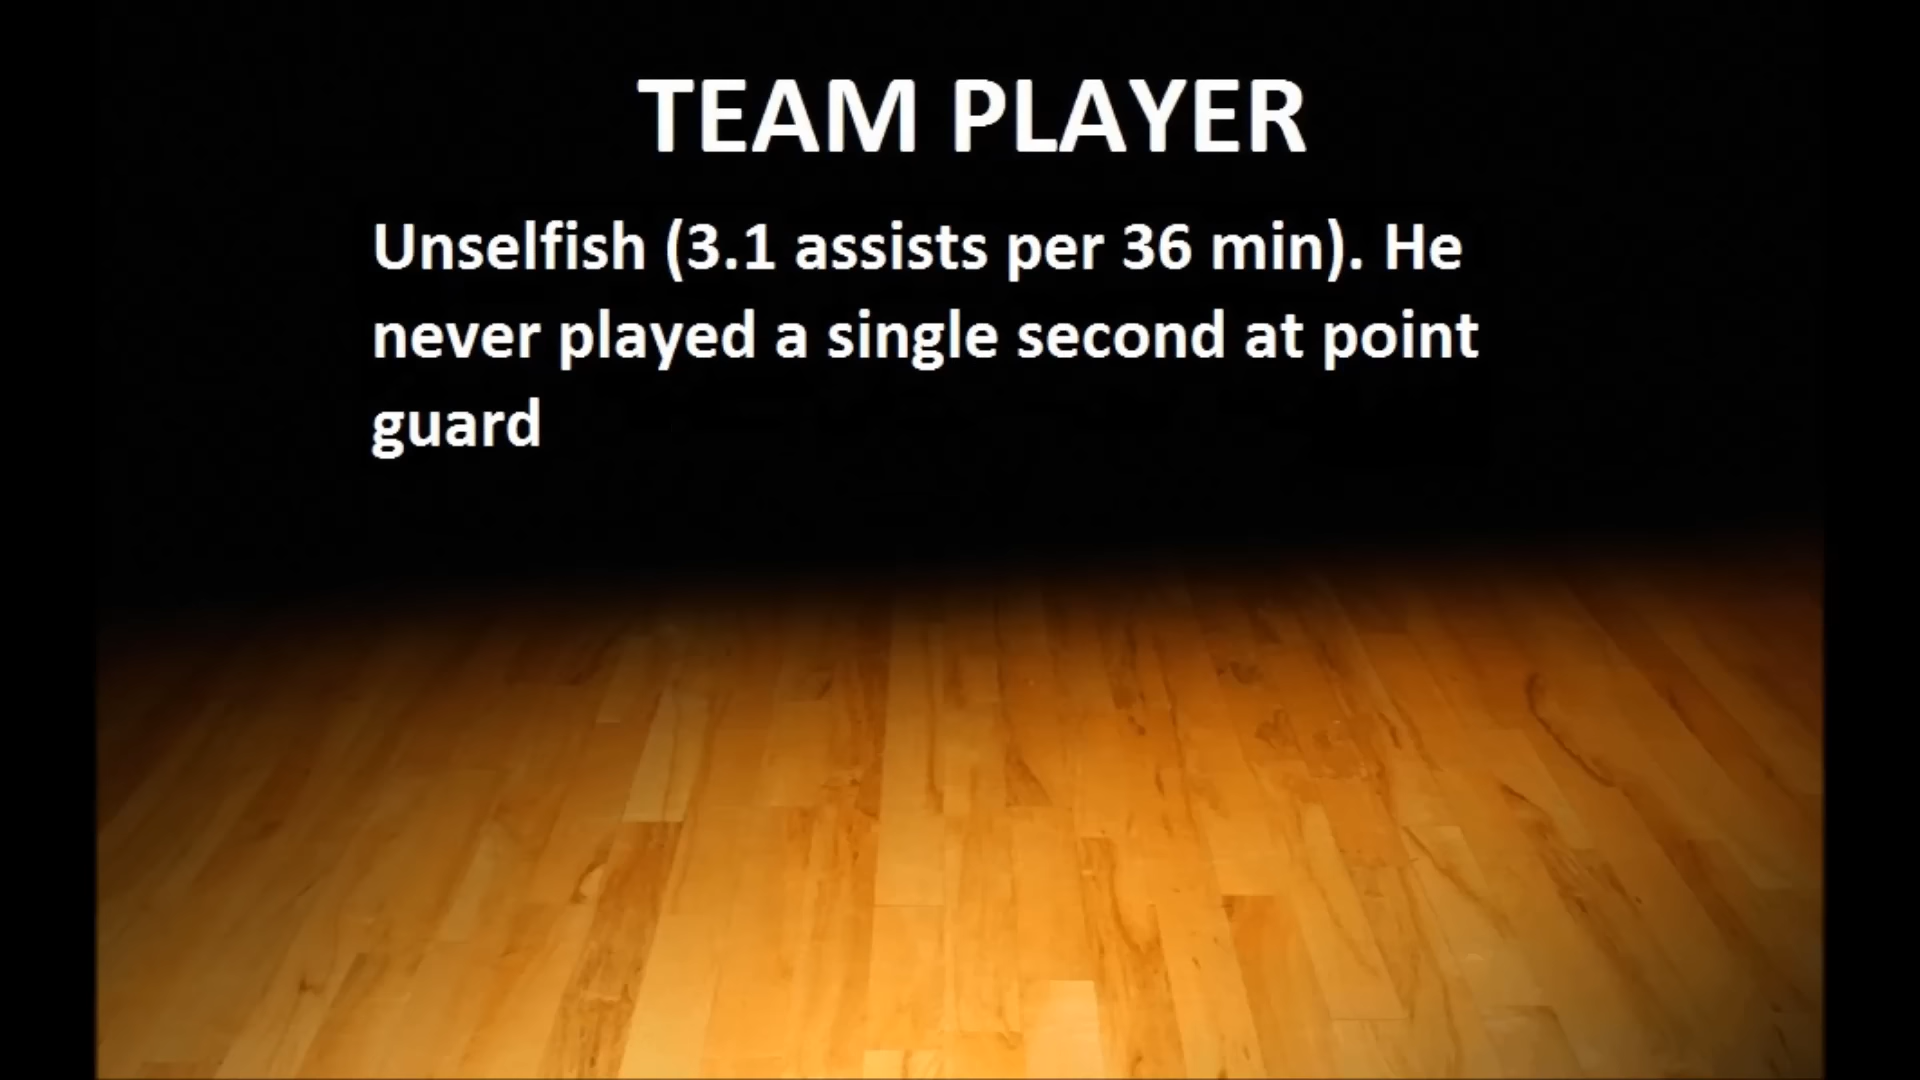 TEAM PLAYER
Unselfish (3.1 assists per 36 min). He
never played a single second at point
guard